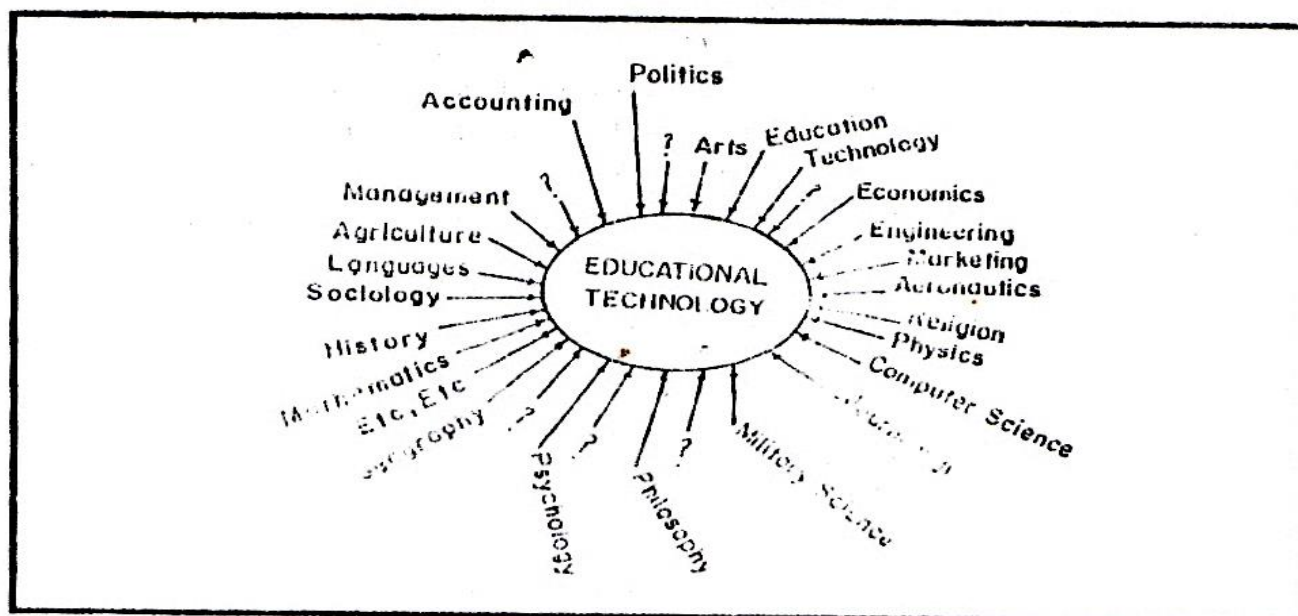 Politics
Accounting
?
Arts
Education
Technology
?
Economics
?
Management
Agriculture
Languages
Sociology
History
Mathematics
Etc, Etc
?
Psychology
?
Philosophy
?
Military Science
Computer Science
Physics
Religion
Aeronautics
Marketing
Engineering
EDUCATIONAL
TECHNOLOGY